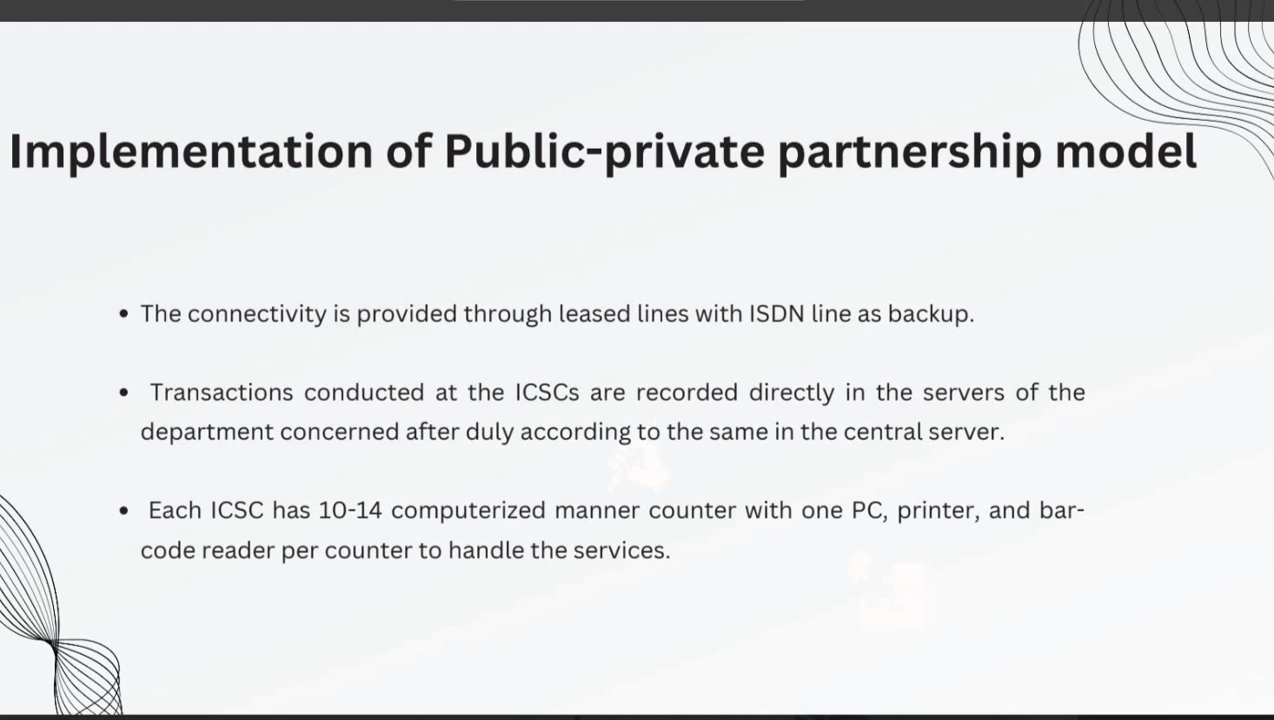 Implementation of Public-private partnership model
• The connectivity is provided through leased lines with ISDN line as backup.
• Transactions conducted at the ICSCs are recorded directly in the servers of the
department concerned after duly according to the same in the central server.
• Each ICSC has 10-14 computerized manner counter with one PC, printer, and bar-
code reader per counter to handle the services.